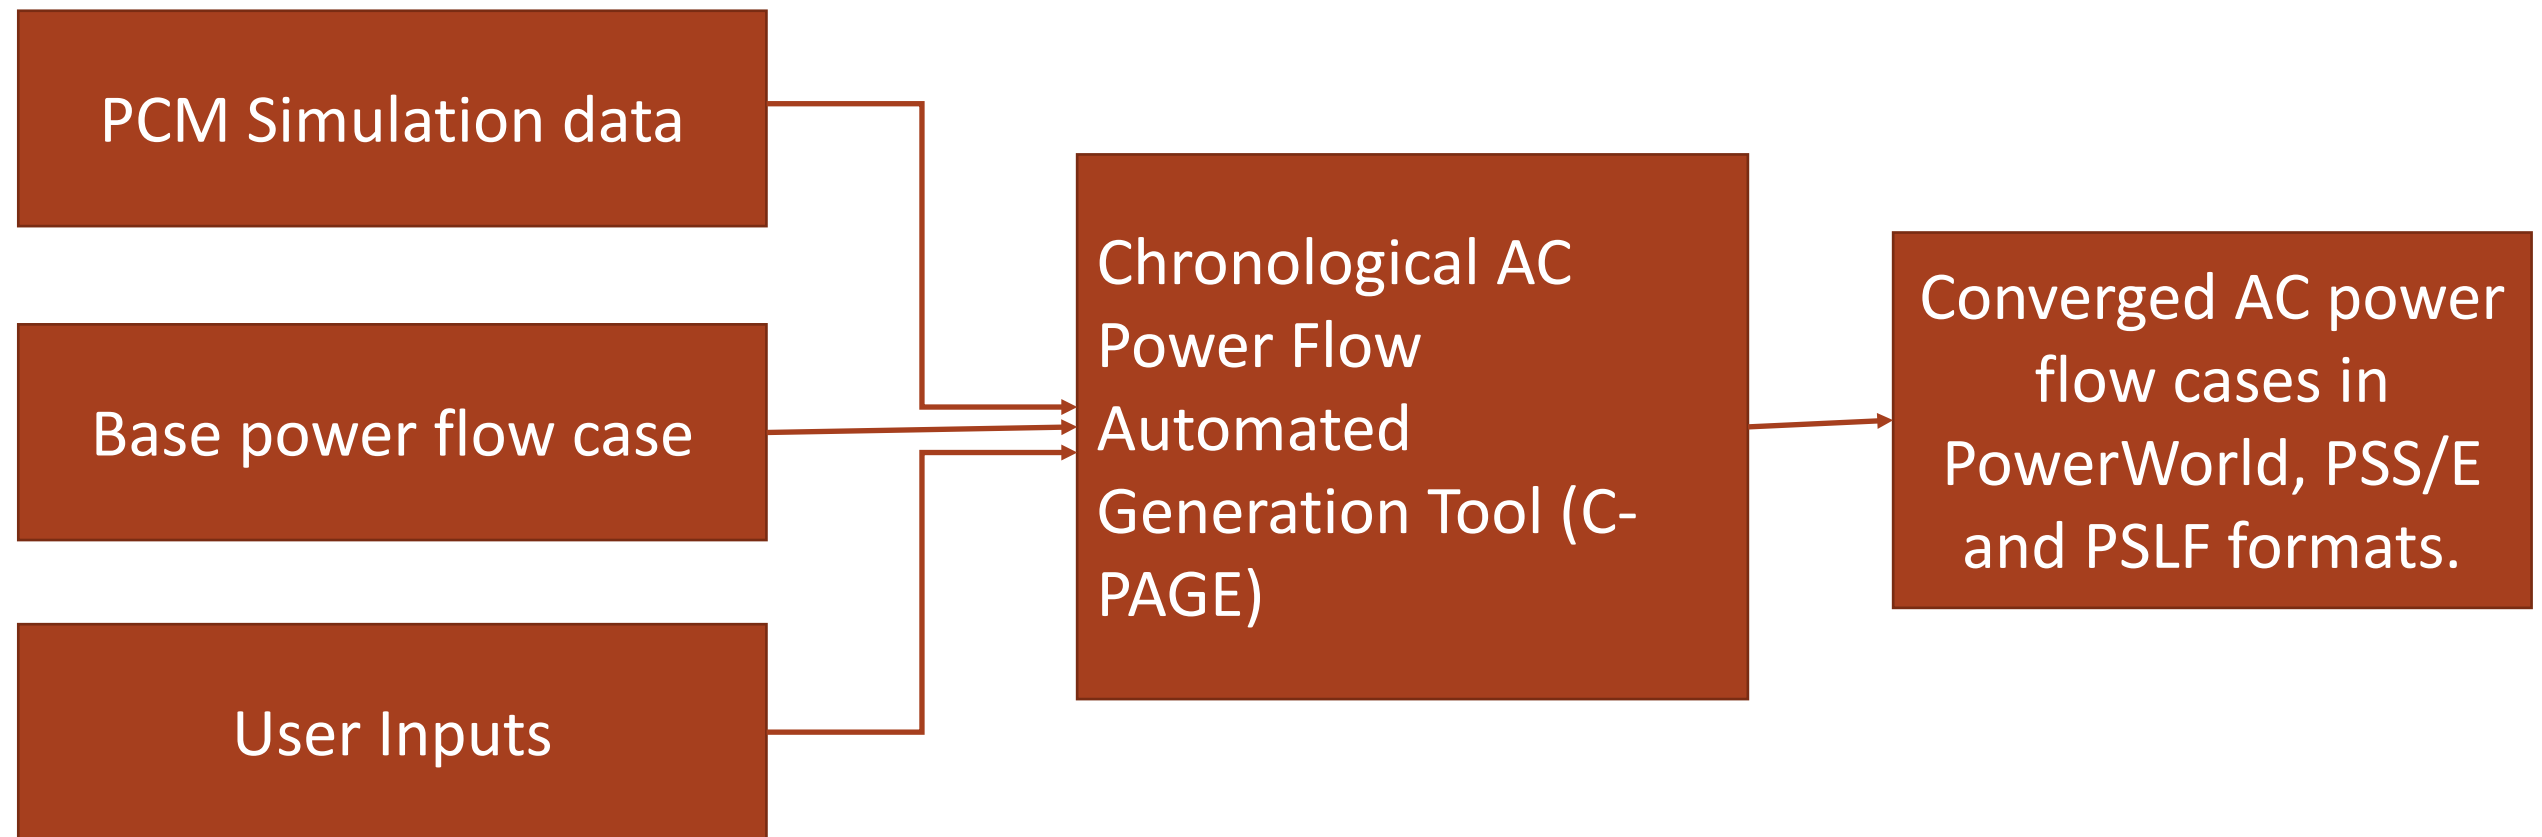 PCM Simulation data
Base power flow case
User Inputs
Chronological AC
Power Flow
Automated
Generation Tool (C-
PAGE)
Converged AC power
flow cases in
PowerWorld, PSS/E
and PSLF formats.